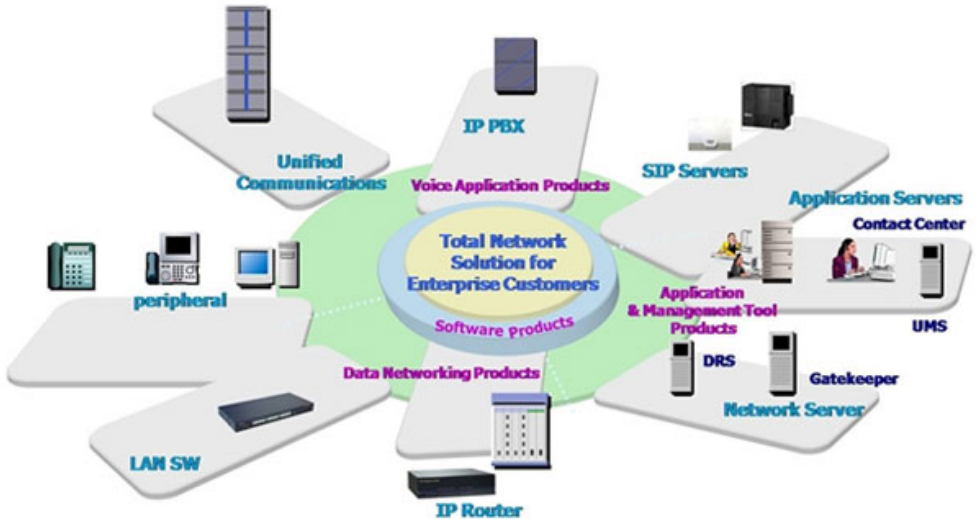 IP PBX
Unified
Communications
SIP Servers
Voice Application Products
Application Servers
Contact Center
Total Network
Solution for
Enterprise Customers
peripheral
Application
& Management Tool
Products
Software products
UMS
DRS
Data Networking Products
Gatekeeper
Network Server
LAN SW
IP Router